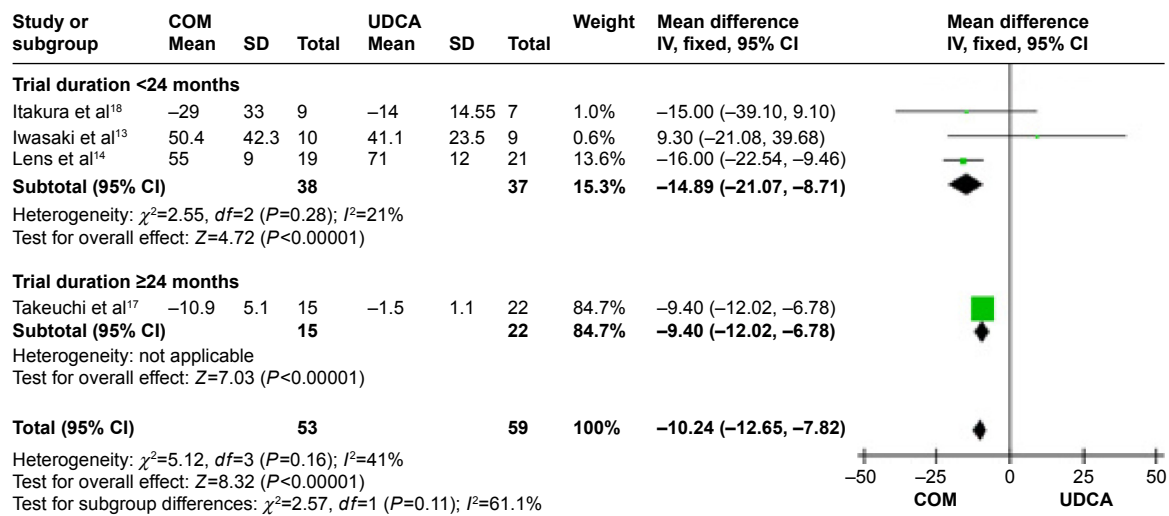 Study or subgroup COM Mean SD Total UDCA Mean SD Total Weight Mean difference IV, fixed, 95% CI Mean difference IV, fixed, 95% CI
Trial duration <24 months
Itakura et al¹⁸ –29 33 9 –14 14.55 7 1.0% –15.00 (–39.10, 9.10)
Iwasaki et al¹³ 50.4 42.3 10 41.1 23.5 9 0.6% 9.30 (–21.08, 39.68)
Lens et al¹⁴ 55 9 19 71 12 21 13.6% –16.00 (–22.54, –9.46)
Subtotal (95% CI) 38 37 15.3% –14.89 (–21.07, –8.71)
Heterogeneity: χ²=2.55, df=2 (P=0.28); I²=21%
Test for overall effect: Z=4.72 (P<0.00001)
Trial duration ≥24 months
Takeuchi et al¹⁷ –10.9 5.1 15 –1.5 1.1 22 84.7% –9.40 (–12.02, –6.78)
Subtotal (95% CI) 15 22 84.7% –9.40 (–12.02, –6.78)
Heterogeneity: not applicable
Test for overall effect: Z=7.03 (P<0.00001)
Total (95% CI) 53 59 100% –10.24 (–12.65, –7.82)
Heterogeneity: χ²=5.12, df=3 (P=0.16); I²=41%
Test for overall effect: Z=8.32 (P<0.00001)
Test for subgroup differences: χ²=2.57, df=1 (P=0.11); I²=61.1%
–50 –25 0 25 50
COM UDCA